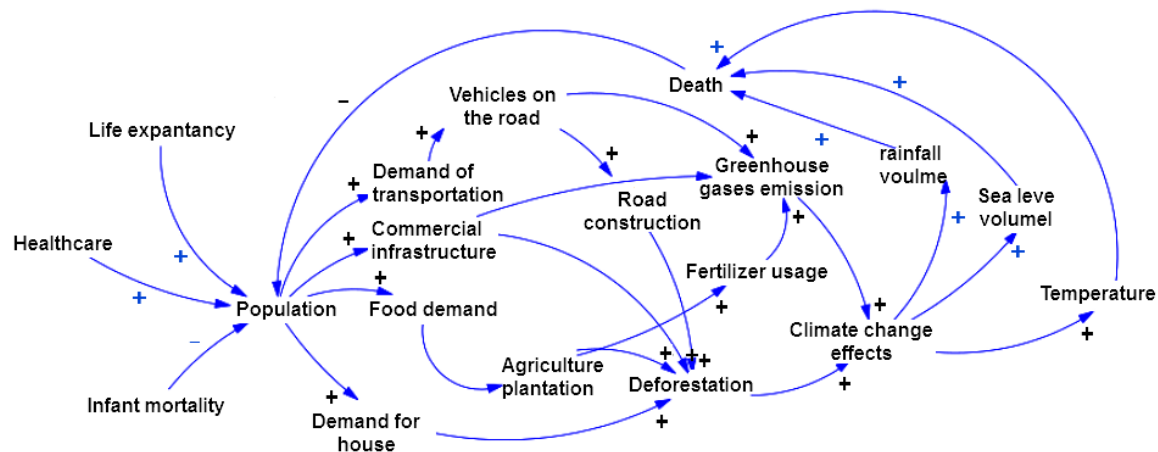 +
Death
+
–
Vehicles on
the road
+
Life expantancy
+
+
+
rainfall
voulme
Greenhouse
gases emission
Demand of
transportation
+
+
Road
construction
Sea leve
volumel
+
Commercial
infrastructure
+
+
Healthcare
+
+
+
Fertilizer usage
+
Temperature
+
Population
Food demand
+
+
Climate change
effects
+
–
Agriculture
plantation
+
++
Deforestation
+
Infant mortality
+
Demand for
house
+